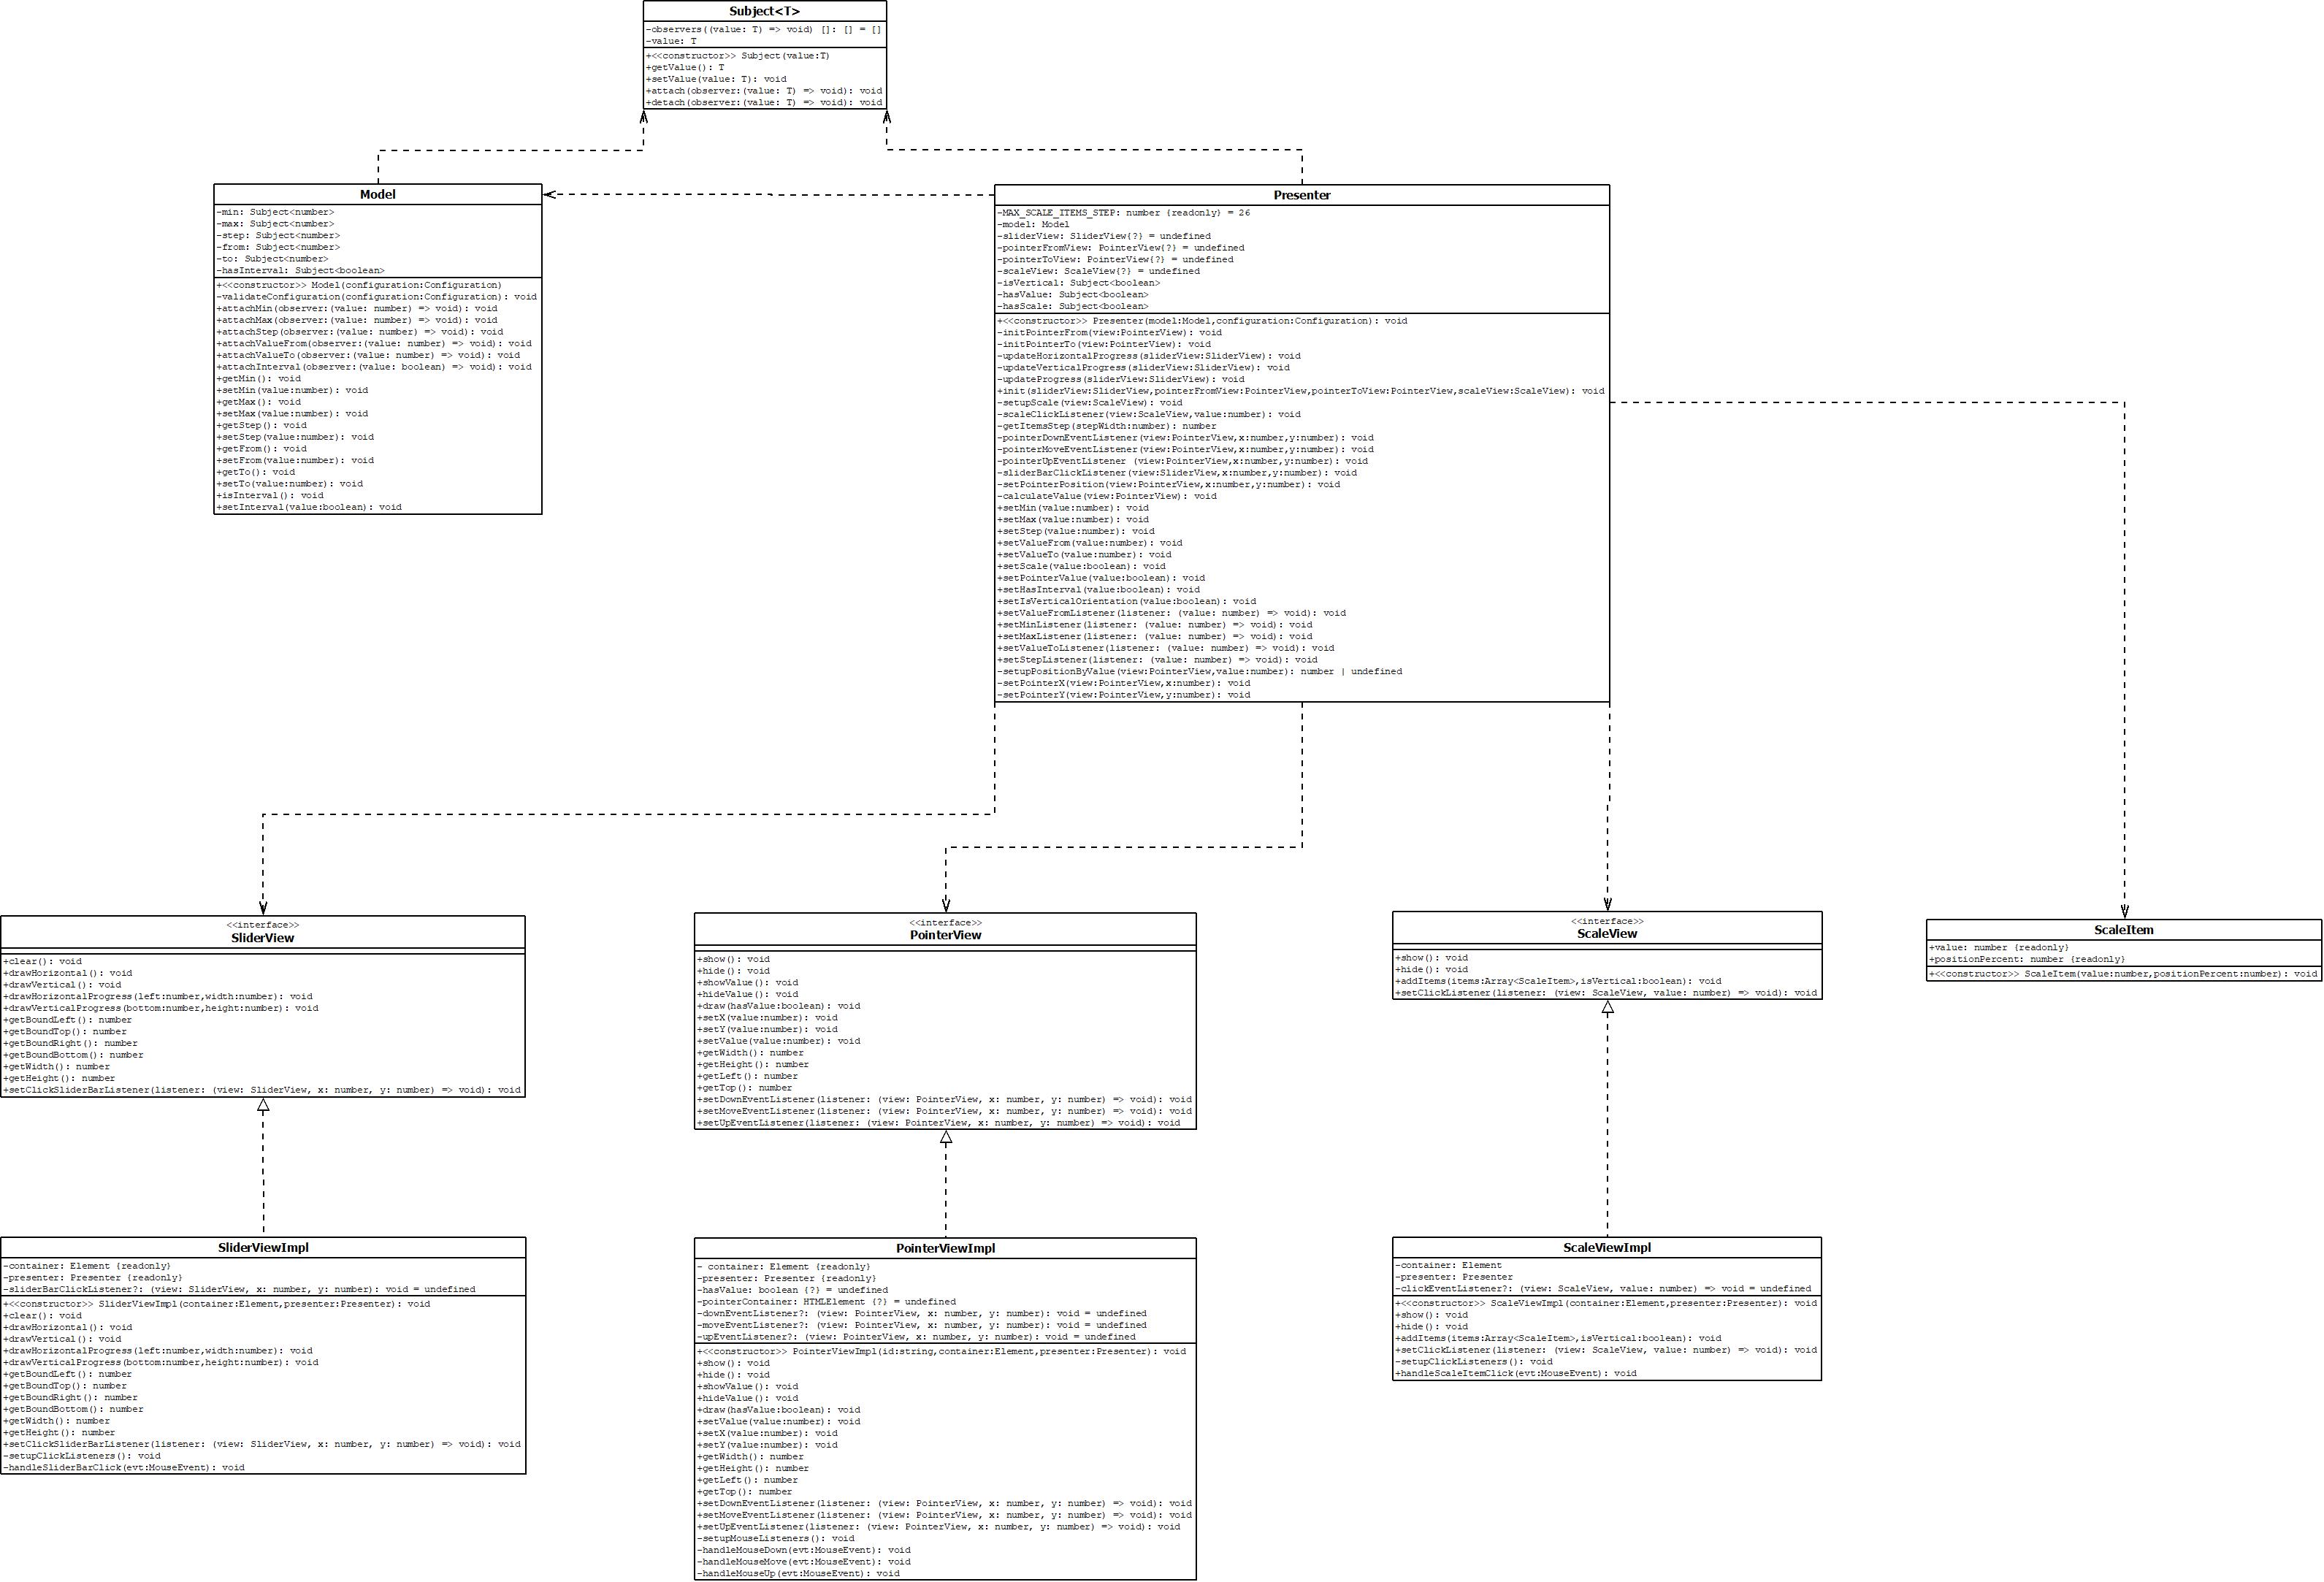 Subject<T>
-observers((value: T) => void) []: [] = []
-value: T
+<<constructor>> Subject(value:T)
+getValue(): T
+setValue(value: T): void
+attach(observer:(value: T) => void): void
+detach(observer:(value: T) => void): void
Model
-min: Subject<number>
-max: Subject<number>
-step: Subject<number>
-from: Subject<number>
-to: Subject<number>
-hasInterval: Subject<boolean>
+<<constructor>> Model(configuration:Configuration)
-validateConfiguration(configuration:Configuration): void
+attachMin(observer:(value: number) => void): void
+attachMax(observer:(value: number) => void): void
+attachStep(observer:(value: number) => void): void
+attachValueFrom(observer:(value: number) => void): void
+attachValueTo(observer:(value: number) => void): void
+attachInterval(observer:(value: boolean) => void): void
+getMin(): void
+setMin(value:number): void
+getMax(): void
+setMax(value:number): void
+getStep(): void
+setStep(value:number): void
+getFrom(): void
+setFrom(value:number): void
+getTo(): void
+setTo(value:number): void
+isInterval(): void
+setInterval(value:boolean): void
Presenter
-MAX_SCALE_ITEMS_STEP: number {readonly} = 26
-model: Model
-sliderView: SliderView{?} = undefined
-pointerFromView: PointerView{?} = undefined
-pointerToView: PointerView{?} = undefined
-scaleView: ScaleView{?} = undefined
-isVertical: Subject<boolean>
-hasValue: Subject<boolean>
-hasScale: Subject<boolean>
+<<constructor>> Presenter(model:Model,configuration:Configuration): void
-initPointerFrom(view:PointerView): void
-initPointerTo(view:PointerView): void
-updateHorizontalProgress(sliderView:SliderView): void
-updateVerticalProgress(sliderView:SliderView): void
-updateProgress(sliderView:SliderView): void
+init(sliderView:SliderView,pointerFromView:PointerView,pointerToView:PointerView,scaleView:ScaleView): void
-setupScale(view:ScaleView): void
-scaleClickListener(view:ScaleView,value:number): void
-getItemsStep(stepWidth:number): number
-pointerDownEventListener(view:PointerView,x:number,y:number): void
-pointerMoveEventListener(view:PointerView,x:number,y:number): void
-pointerUpEventListener (view:PointerView,x:number,y:number): void
-sliderBarClickListener(view:SliderView,x:number,y:number): void
-setPointerPosition(view:PointerView,x:number,y:number): void
-calculateValue(view:PointerView): void
+setMin(value:number): void
+setMax(value:number): void
+setStep(value:number): void
+setValueFrom(value:number): void
+setValueTo(value:number): void
+setScale(value:boolean): void
+setPointerValue(value:boolean): void
+setHasInterval(value:boolean): void
+setIsVerticalOrientation(value:boolean): void
+setValueFromListener(listener: (value: number) => void): void
+setMinListener(listener: (value: number) => void): void
+setMaxListener(listener: (value: number) => void): void
+setValueToListener(listener: (value: number) => void): void
+setStepListener(listener: (value: number) => void): void
-setupPositionByValue(view:PointerView,value:number): number | undefined
-setPointerX(view:PointerView,x:number): void
-setPointerY(view:PointerView,y:number): void
<<interface>>
SliderView
+clear(): void
+drawHorizontal(): void
+drawVertical(): void
+drawHorizontalProgress(left:number,width:number): void
+drawVerticalProgress(bottom:number,height:number): void
+getBoundLeft(): number
+getBoundTop(): number
+getBoundRight(): number
+getBoundBottom(): number
+getWidth(): number
+getHeight(): number
+setClickSliderBarListener(listener: (view: SliderView, x: number, y: number) => void): void
<<interface>>
PointerView
+show(): void
+hide(): void
+showValue(): void
+hideValue(): void
+draw(hasValue:boolean): void
+setX(value:number): void
+setY(value:number): void
+setValue(value:number): void
+getWidth(): number
+getHeight(): number
+getLeft(): number
+getTop(): number
+setDownEventListener(listener: (view: PointerView, x: number, y: number) => void): void
+setMoveEventListener(listener: (view: PointerView, x: number, y: number) => void): void
+setUpEventListener(listener: (view: PointerView, x: number, y: number) => void): void
<<interface>>
ScaleView
+show(): void
+hide(): void
+addItems(items:Array<ScaleItem>,isVertical:boolean): void
+setClickListener(listener: (view: ScaleView, value: number) => void): void
ScaleItem
+value: number {readonly}
+positionPercent: number {readonly}
+<<constructor>> ScaleItem(value:number,positionPercent:number): void
SliderViewImpl
-container: Element {readonly}
-presenter: Presenter {readonly}
-sliderBarClickListener?: (view: SliderView, x: number, y: number): void = undefined
+<<constructor>> SliderViewImpl(container:Element,presenter:Presenter): void
+clear(): void
+drawHorizontal(): void
+drawVertical(): void
+drawHorizontalProgress(left:number,width:number): void
+drawVerticalProgress(bottom:number,height:number): void
+getBoundLeft(): number
+getBoundTop(): number
+getBoundRight(): number
+getBoundBottom(): number
+getWidth(): number
+getHeight(): number
+setClickSliderBarListener(listener: (view: SliderView, x: number, y: number) => void): void
-setupClickListeners(): void
-handleSliderBarClick(evt:MouseEvent): void
PointerViewImpl
- container: Element {readonly}
-presenter: Presenter {readonly}
-hasValue: boolean {?} = undefined
-pointerContainer: HTMLElement {?} = undefined
-downEventListener?: (view: PointerView, x: number, y: number): void = undefined
-moveEventListener?: (view: PointerView, x: number, y: number): void = undefined
-upEventListener?: (view: PointerView, x: number, y: number): void = undefined
+<<constructor>> PointerViewImpl(id:string,container:Element,presenter:Presenter): void
+show(): void
+hide(): void
+showValue(): void
+hideValue(): void
+draw(hasValue:boolean): void
+setValue(value:number): void
+setX(value:number): void
+setY(value:number): void
+getWidth(): number
+getHeight(): number
+getLeft(): number
+getTop(): number
+setDownEventListener(listener: (view: PointerView, x: number, y: number) => void): void
+setMoveEventListener(listener: (view: PointerView, x: number, y: number) => void): void
+setUpEventListener(listener: (view: PointerView, x: number, y: number) => void): void
-setupMouseListeners(): void
-handleMouseDown(evt:MouseEvent): void
-handleMouseMove(evt:MouseEvent): void
-handleMouseUp(evt:MouseEvent): void
ScaleViewImpl
-container: Element
-presenter: Presenter
-clickEventListener?: (view: ScaleView, value: number) => void = undefined
+<<constructor>> ScaleViewImpl(container:Element,presenter:Presenter): void
+show(): void
+hide(): void
+addItems(items:Array<ScaleItem>,isVertical:boolean): void
+setClickListener(listener: (view: ScaleView, value: number) => void): void
-setupClickListeners(): void
+handleScaleItemClick(evt:MouseEvent): void